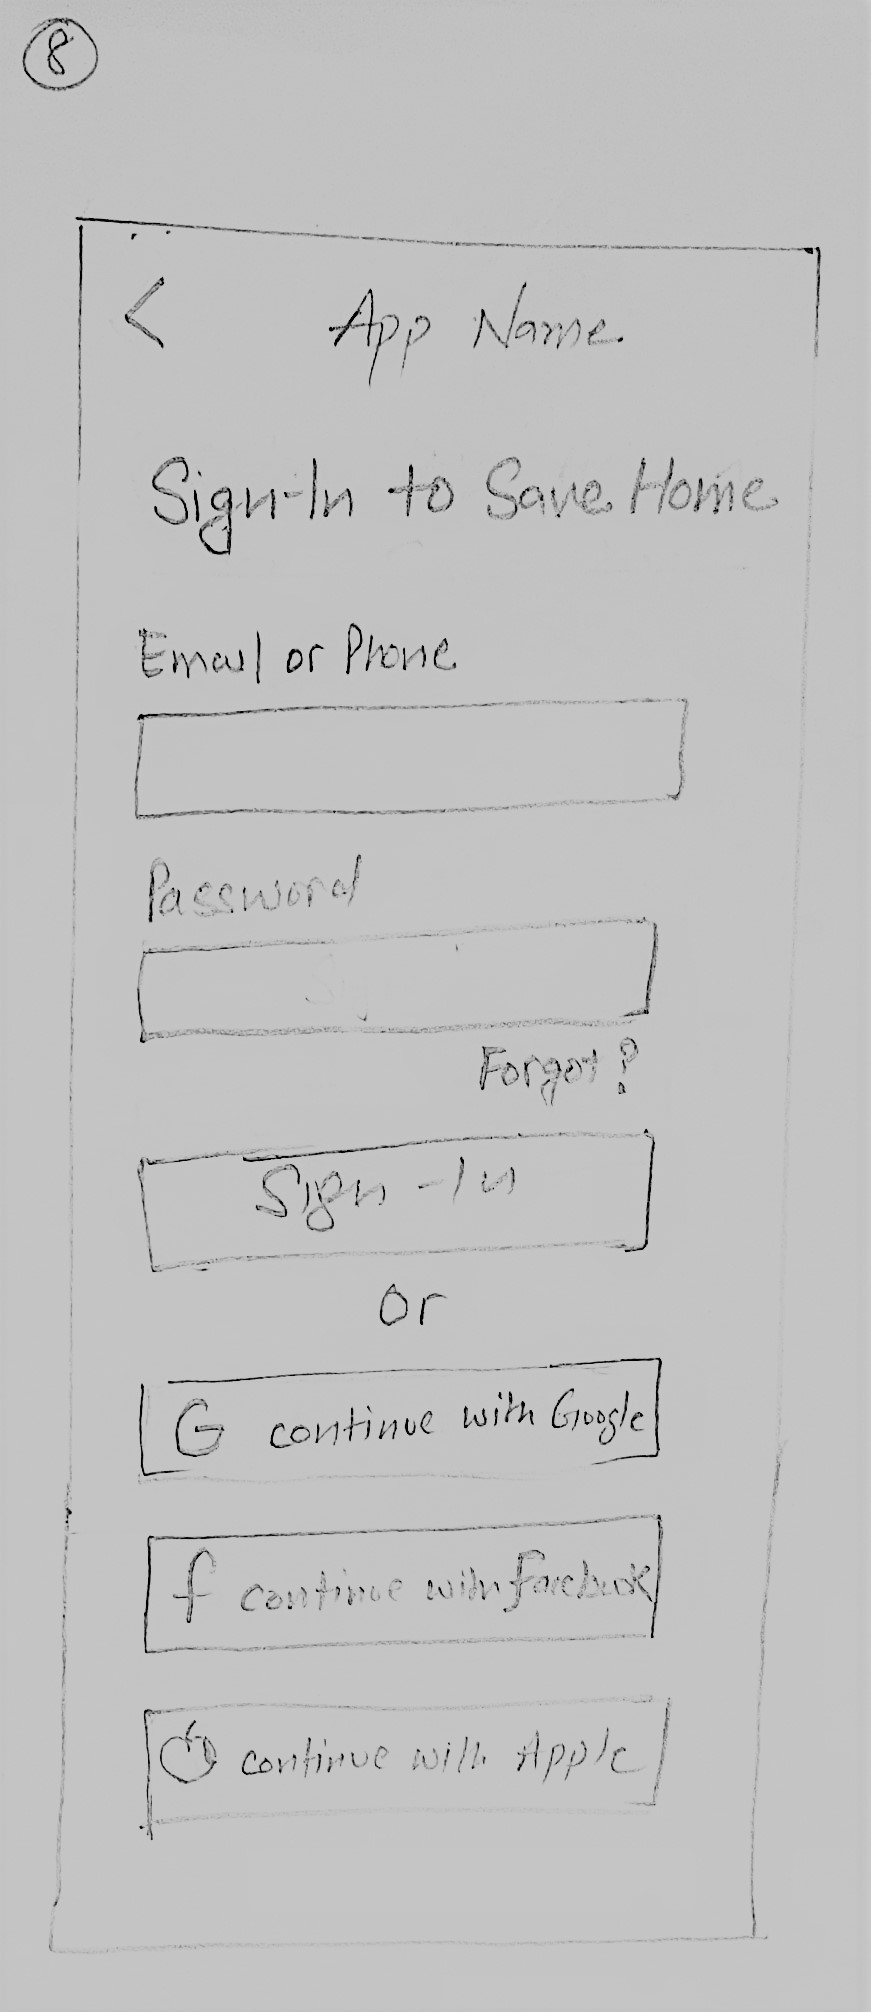 8
< App Name
Sign-In to Save Home
Email or Phone
Password
Forgot?
Sign-In
or
G continue with Google
f continue with Facebook
continue with Apple